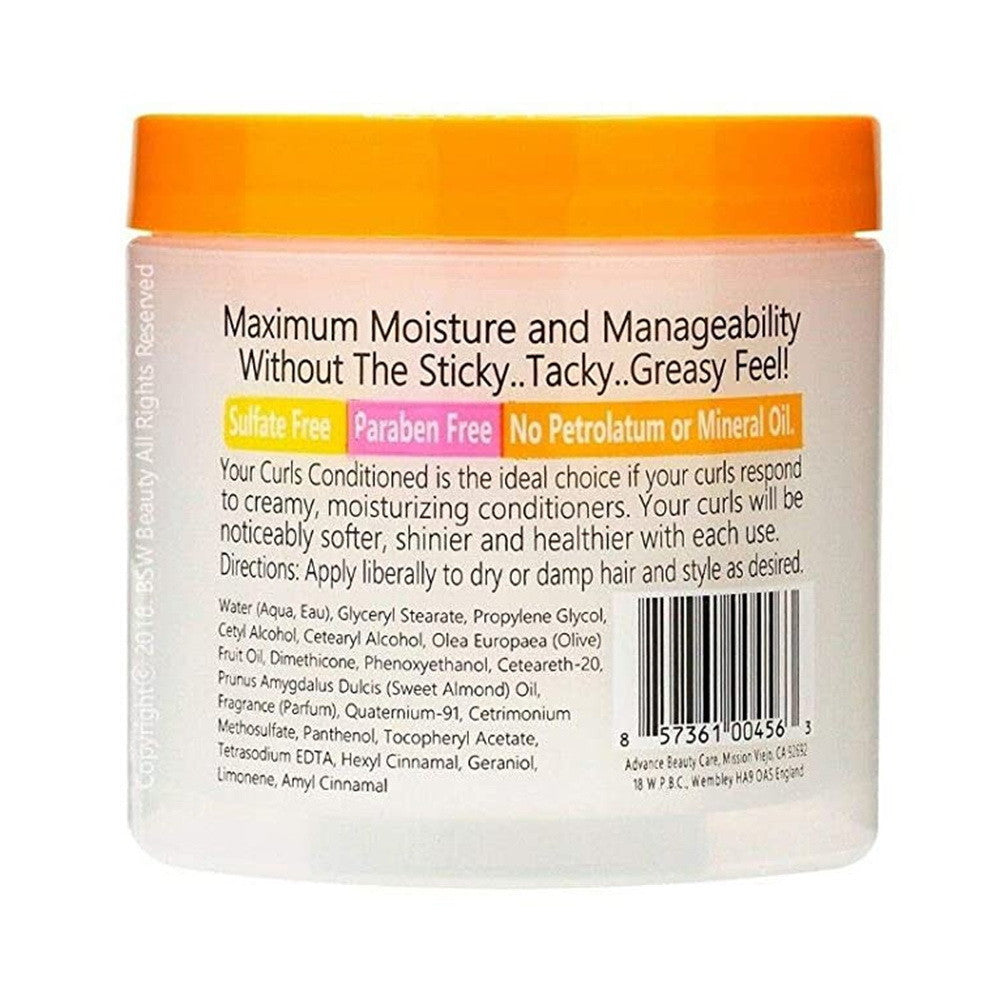 Maximum Moisture and Manageability
Without The Sticky..Tacky..Greasy Feel!
Sulfate Free Paraben Free No Petrolatum or Mineral Oil.
Your Curls Conditioned is the ideal choice if your curls respond
to creamy, moisturizing conditioners. Your curls will be
noticeably softer, shinier and healthier with each use.
Directions: Apply liberally to dry or damp hair and style as desired.
Water (Aqua, Eau), Glyceryl Stearate, Propylene Glycol,
Cetyl Alcohol, Cetearyl Alcohol, Olea Europaea (Olive)
Fruit Oil, Dimethicone, Phenoxyethanol, Ceteareth-20,
Prunus Amygdalus Dulcis (Sweet Almond) Oil,
Fragrance (Parfum), Quaternium-91, Cetrimonium
Methosulfate, Panthenol, Tocopheryl Acetate,
Tetrasodium EDTA, Hexyl Cinnamal, Geraniol,
Limonene, Amyl Cinnamal
8 57361 00456 3
Advance Beauty Care, Mission Viejo, CA 92692
18 W.P.B.C., Wembley HA9 OAS England
Copyright© 2018. BSW Beauty All Rights Reserved